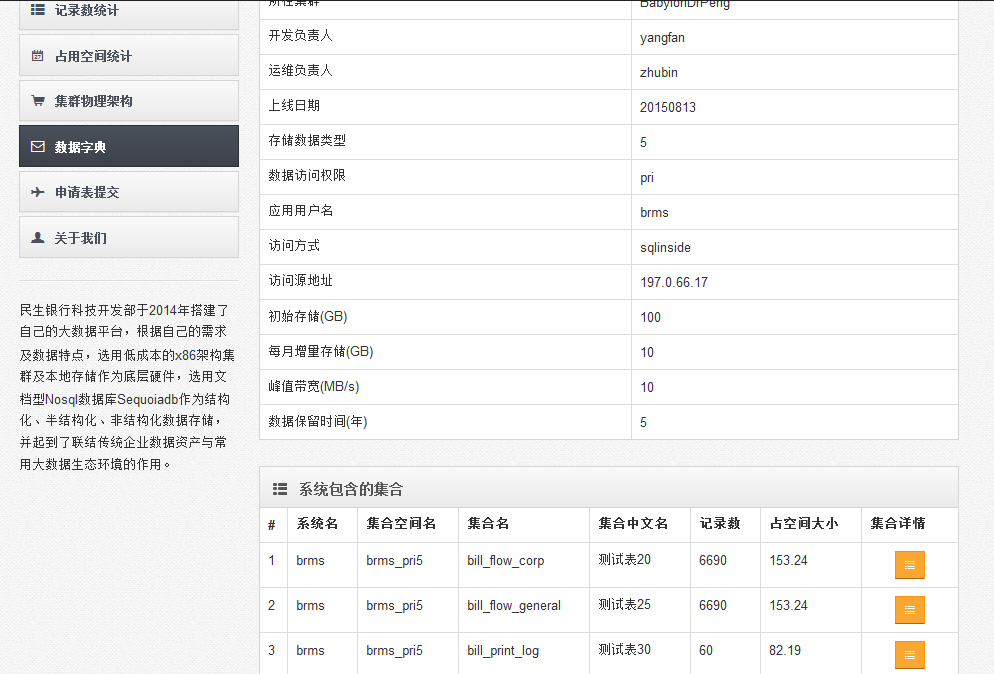 记录数统计
占用空间统计
集群物理架构
数据字典
申请表提交
关于我们
民生银行科技开发部于2014年搭建了
自己的大数据平台，根据自己的需求
及数据特点，选用低成本的x86架构集
群及本地存储作为底层硬件，选用文
档型Nosql数据库Sequoiadb作为结构
化、半结构化、非结构化数据存储，
并起到了联结传统企业数据资产与常
用大数据生态环境的作用。
所在集群 BabylonDrPeng
开发负责人 yangfan
运维负责人 zhubin
上线日期 20150813
存储数据类型 5
数据访问权限 pri
应用用户名 brms
访问方式 sqlinside
访问源地址 197.0.66.17
初始存储(GB) 100
每月增量存储(GB) 10
峰值带宽(MB/s) 10
数据保留时间(年) 5
系统包含的集合
# 系统名 集合空间名 集合名 集合中文名 记录数 占空间大小 集合详情
1 brms brms_pri5 bill_flow_corp 测试表20 6690 153.24
2 brms brms_pri5 bill_flow_general 测试表25 6690 153.24
3 brms brms_pri5 bill_print_log 测试表30 60 82.19